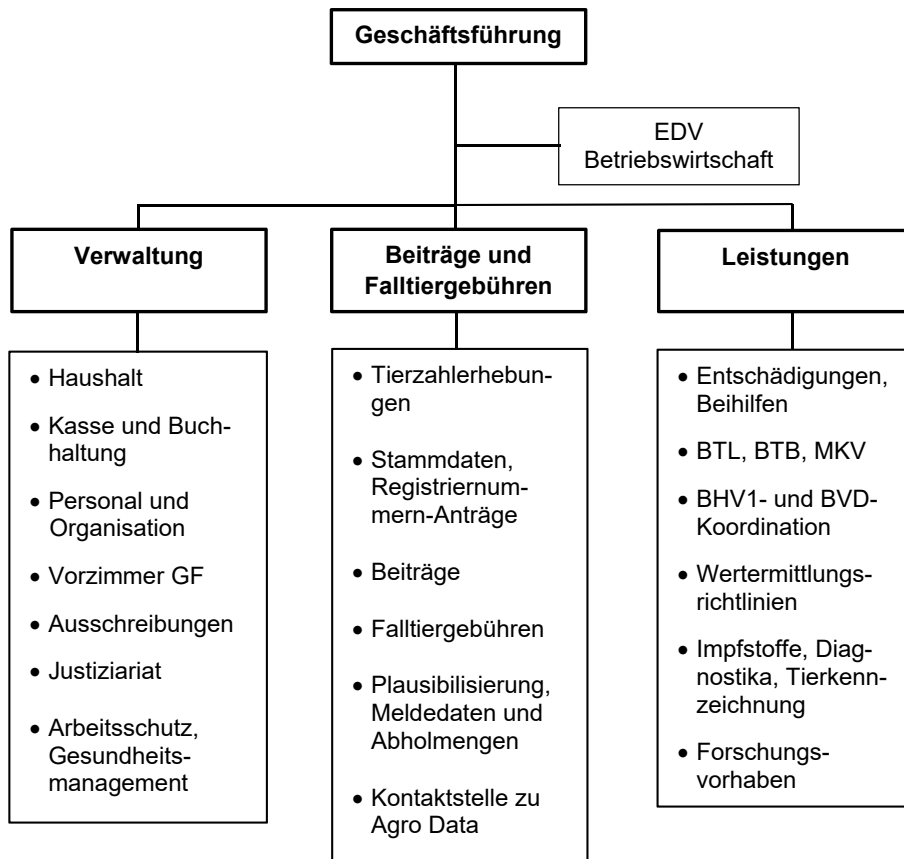 Geschäftsführung
EDV
Betriebswirtschaft
Verwaltung
• Haushalt
• Kasse und Buch-
haltung
• Personal und
Organisation
• Vorzimmer GF
• Ausschreibungen
• Justiziariat
• Arbeitsschutz,
Gesundheits-
management
Beiträge und
Falltiergebühren
• Tierzahlerhebun-
gen
• Stammdaten,
Registriernum-
mern-Anträge
• Beiträge
• Falltiergebühren
• Plausibilisierung,
Meldedaten und
Abholmengen
• Kontaktstelle zu
Agro Data
Leistungen
• Entschädigungen,
Beihilfen
• BTL, BTB, MKV
• BHV1- und BVD-
Koordination
• Wertermittlungs-
richtlinien
• Impfstoffe, Diag-
nostika, Tierkenn-
zeichnung
• Forschungs-
vorhaben